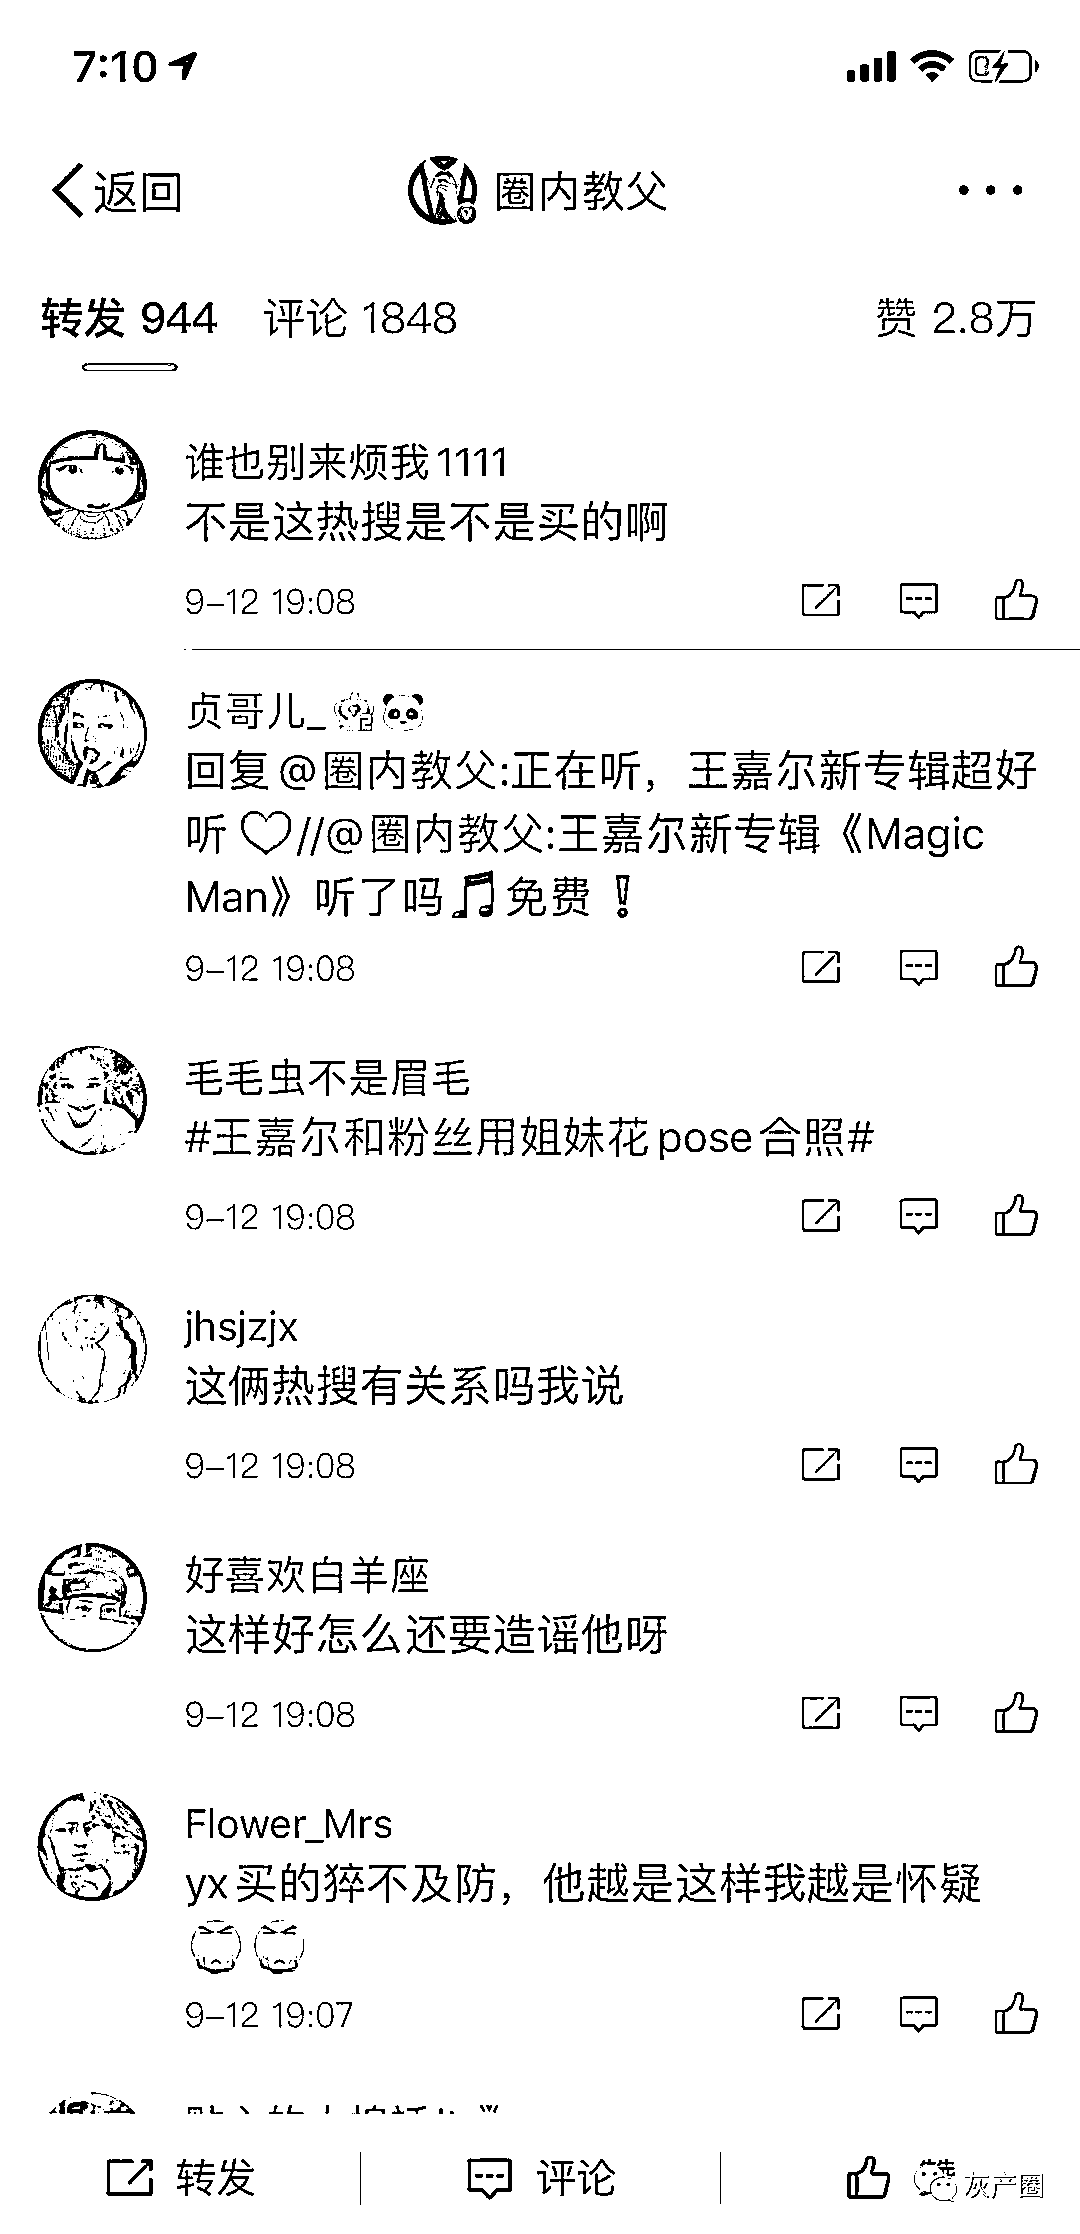 7:10
返回
圈内教父
转发 944 评论 1848 赞 2.8万
谁也别来烦我1111
不是这热搜是不是买的啊
9-12 19:08
贞哥儿_
回复@圈内教父:正在听，王嘉尔新专辑超好
听♡//@圈内教父:王嘉尔新专辑《Magic
Man》听了吗🎵免费❗
9-12 19:08
毛毛虫不是眉毛
#王嘉尔和粉丝用姐妹花pose合照#
9-12 19:08
jhsjzjx
这俩热搜有关系吗我说
9-12 19:08
好喜欢白羊座
这样好怎么还要造谣他呀
9-12 19:08
Flower_Mrs
yx买的猝不及防，他越是这样我越是怀疑
9-12 19:07
转发
评论
灰产圈